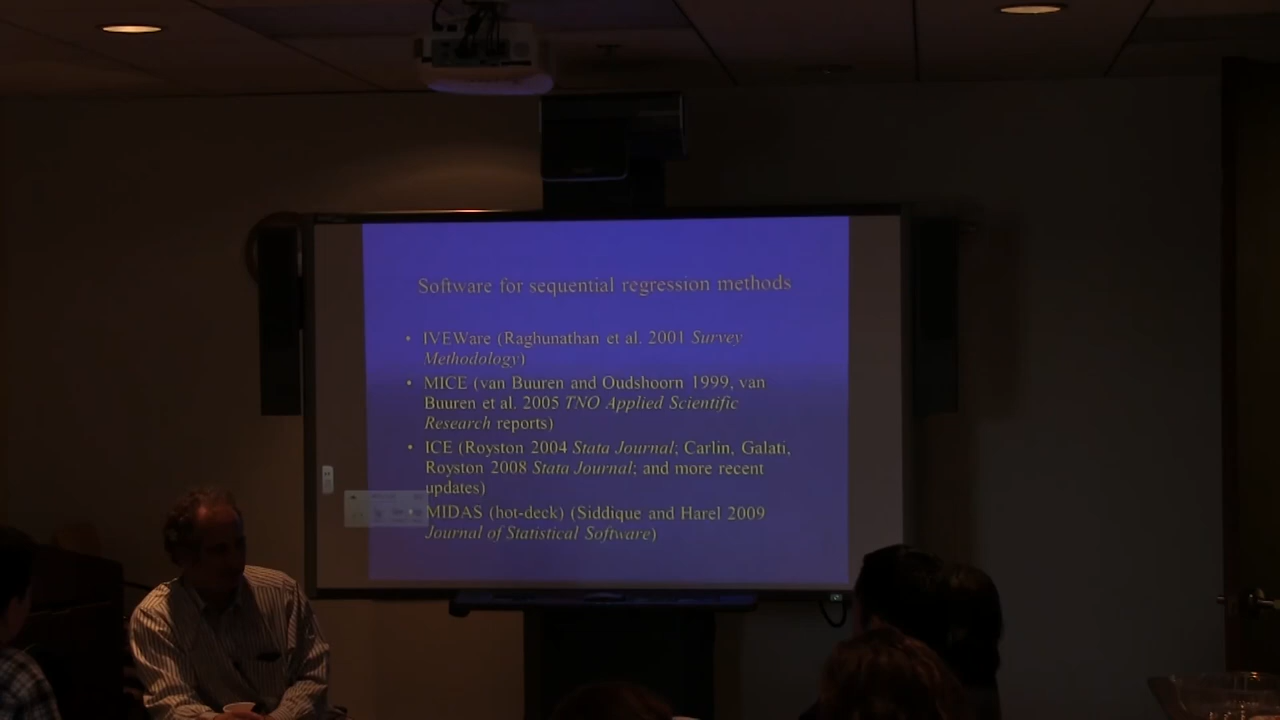 Software for sequential regression methods
• IVEWare (Raghunathan et al. 2001 Survey
Methodology)
• MICE (van Buuren and Oudshoorn 1999, van
Buuren et al. 2005 TNO Applied Scientific
Research reports)
• ICE (Royston 2004 Stata Journal; Carlin, Galati,
Royston 2008 Stata Journal; and more recent
updates)
• MIDAS (hot-deck) (Siddique and Harel 2009
Journal of Statistical Software)